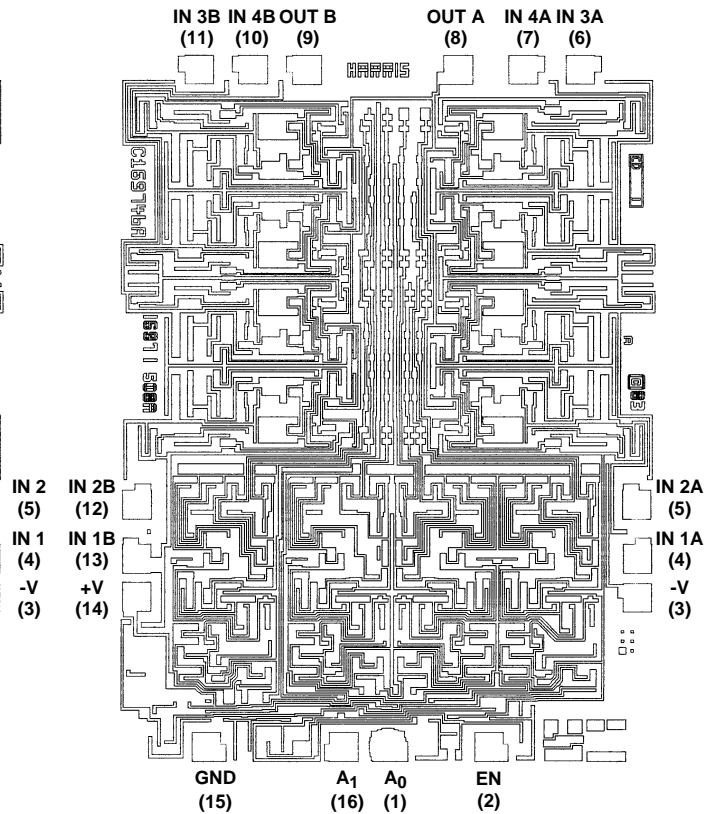 IN 3B IN 4B OUT B OUT A IN 4A IN 3A
(11) (10) (9) (8) (7) (6)
HARRIS
IN 2 IN 2B IN 2A
(5) (12) (5)
IN 1 IN 1B IN 1A
(4) (13) (4)
-V +V -V
(3) (14) (3)
GND A1 A0 EN
(15) (16) (1) (2)